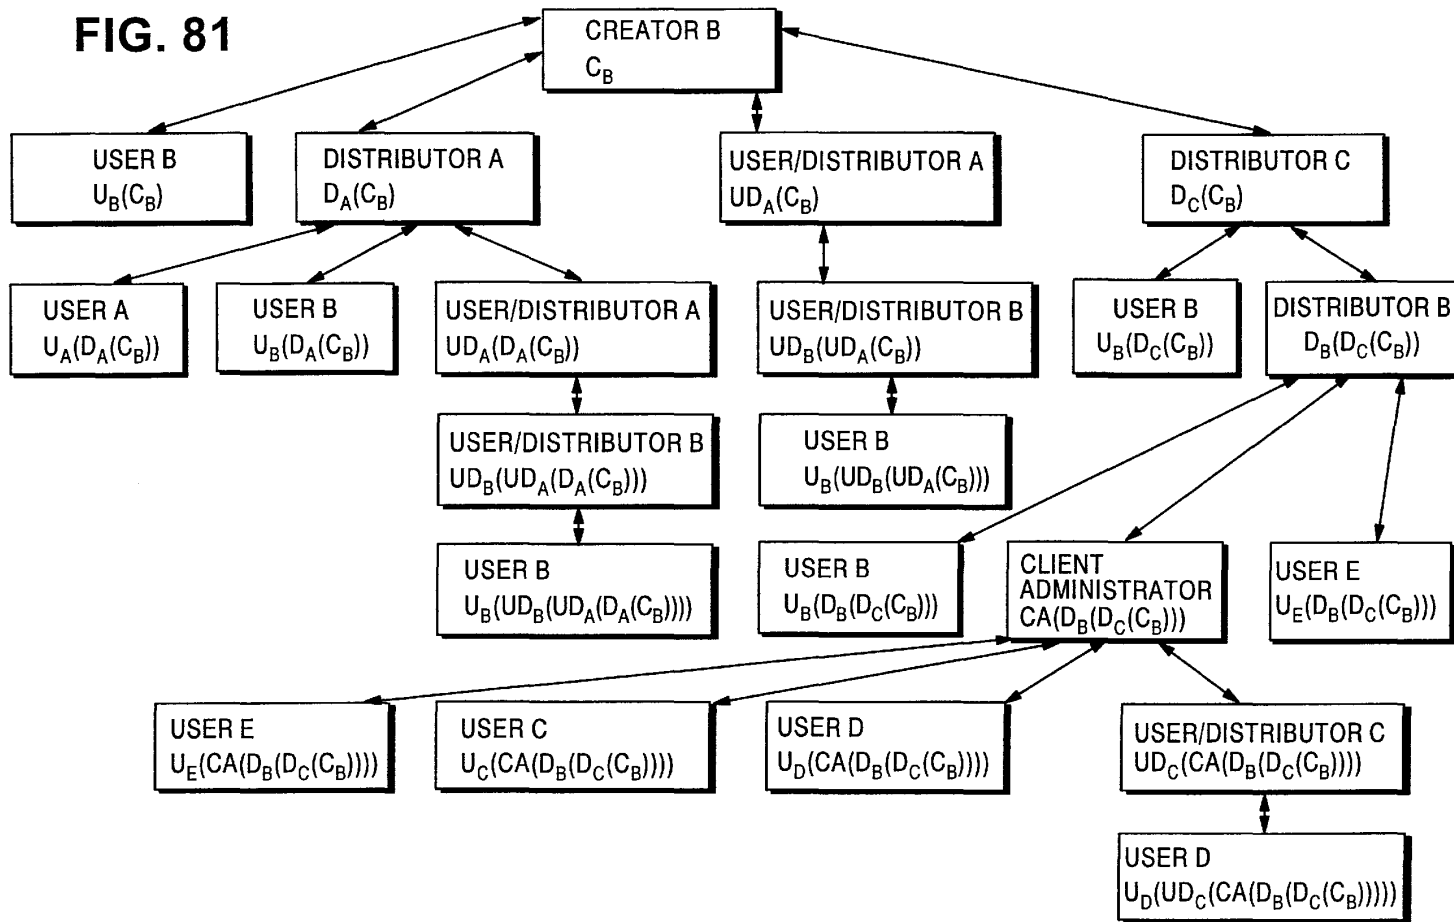 FIG. 81
CREATOR B
C_B
USER B
U_B(C_B)
DISTRIBUTOR A
D_A(C_B)
USER/DISTRIBUTOR A
UD_A(C_B)
DISTRIBUTOR C
D_C(C_B)
USER A
U_A(D_A(C_B))
USER B
U_B(D_A(C_B))
USER/DISTRIBUTOR A
UD_A(D_A(C_B))
USER/DISTRIBUTOR B
UD_B(UD_A(C_B))
USER B
U_B(D_C(C_B))
DISTRIBUTOR B
D_B(D_C(C_B))
USER/DISTRIBUTOR B
UD_B(UD_A(D_A(C_B)))
USER B
U_B(UD_B(UD_A(C_B)))
USER B
U_B(UD_B(UD_A(D_A(C_B))))
USER B
U_B(D_B(D_C(C_B)))
CLIENT
ADMINISTRATOR
CA(D_B(D_C(C_B)))
USER E
U_E(D_B(D_C(C_B)))
USER E
U_E(CA(D_B(D_C(C_B))))
USER C
U_C(CA(D_B(D_C(C_B))))
USER D
U_D(CA(D_B(D_C(C_B))))
USER/DISTRIBUTOR C
UD_C(CA(D_B(D_C(C_B))))
USER D
U_D(UD_C(CA(D_B(D_C(C_B)))))